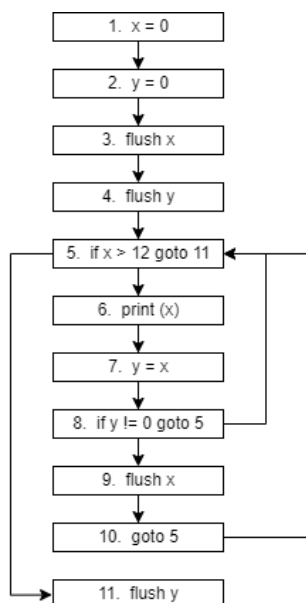 1. x = 0
2. y = 0
3. flush x
4. flush y
5. if x > 12 goto 11
6. print (x)
7. y = x
8. if y != 0 goto 5
9. flush x
10. goto 5
11. flush y